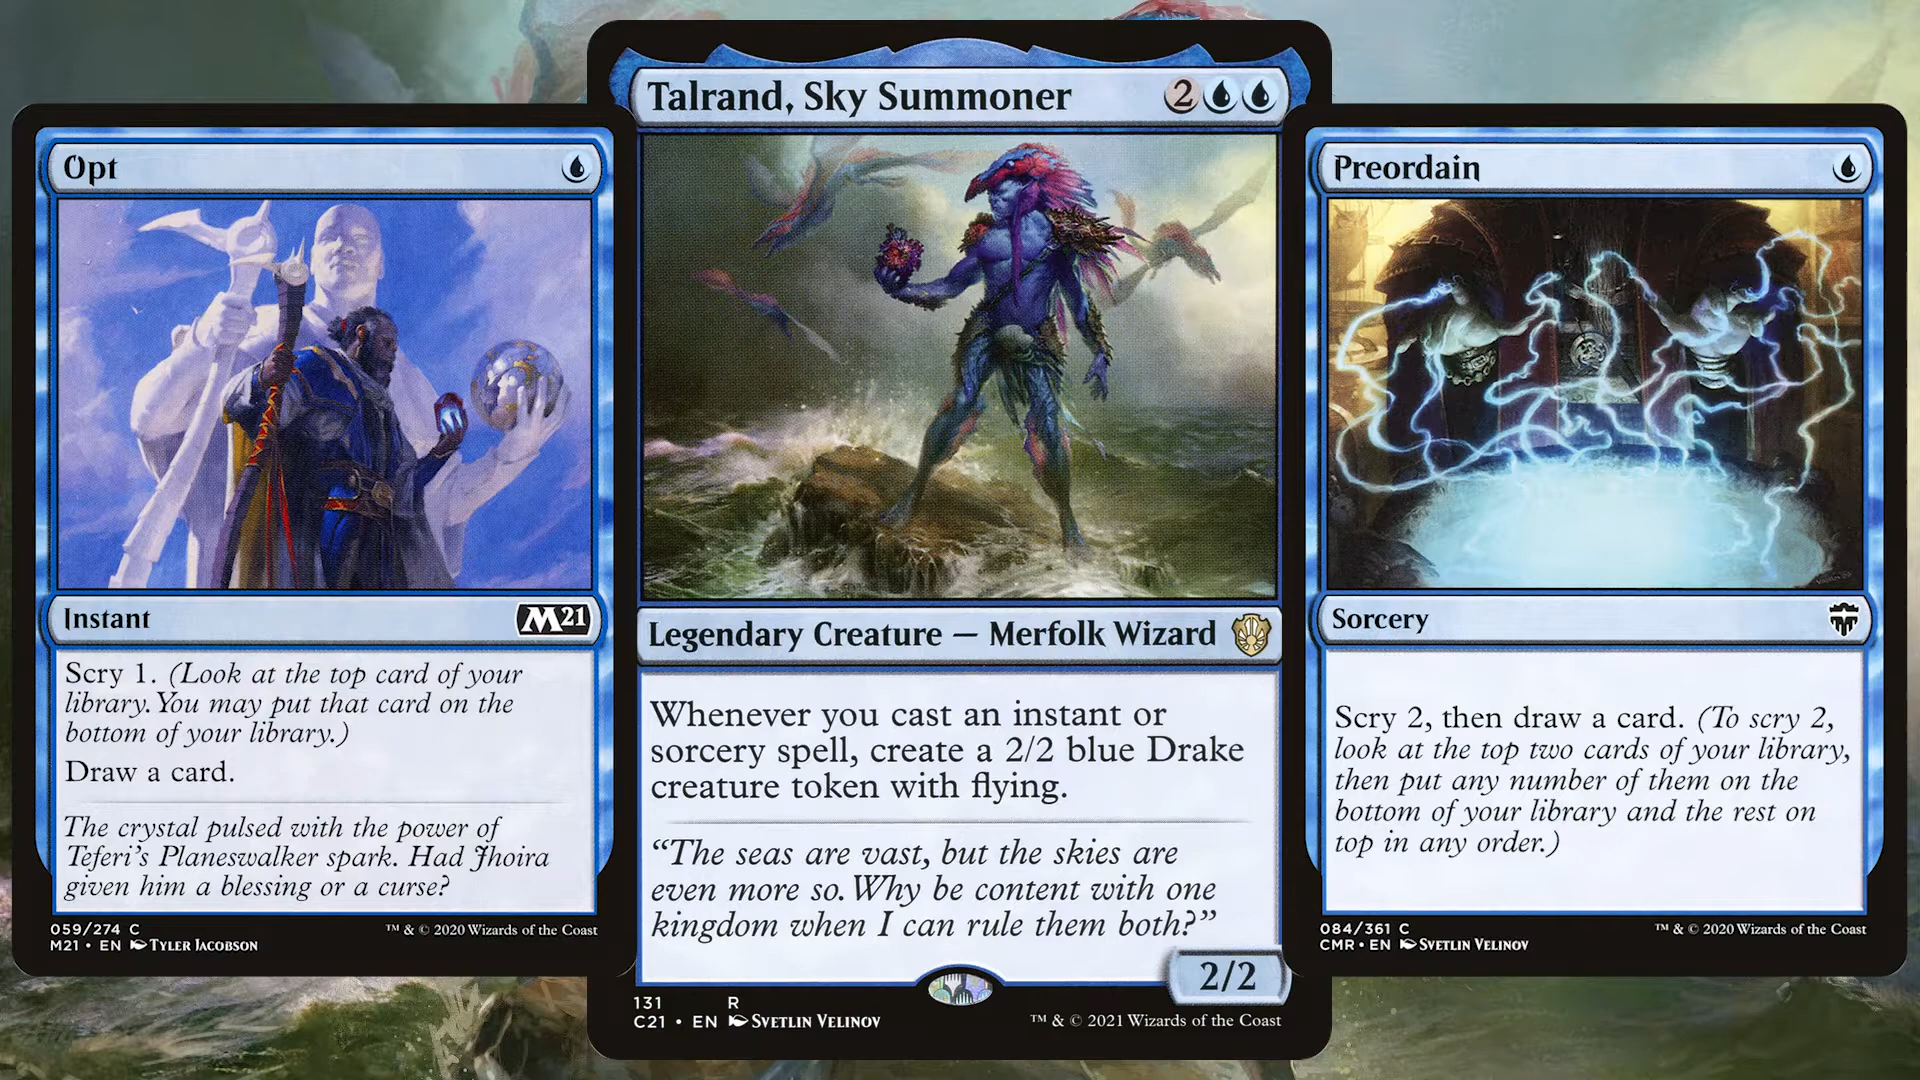 Opt
Instant
M21
Scry 1. (Look at the top card of your
library. You may put that card on the
bottom of your library.)
Draw a card.
The crystal pulsed with the power of
Teferi's Planeswalker spark. Had Jhoira
given him a blessing or a curse?
059/274 C
M21 • EN Tyler Jacobson
™ & © 2020 Wizards of the Coast
Talrand, Sky Summoner
2
Legendary Creature — Merfolk Wizard
Whenever you cast an instant or
sorcery spell, create a 2/2 blue Drake
creature token with flying.
“The seas are vast, but the skies are
even more so. Why be content with one
kingdom when I can rule them both?”
2/2
131 R
C21 • EN Svetlin Velinov
™ & © 2021 Wizards of the Coast
Preordain
Sorcery
Scry 2, then draw a card. (To scry 2,
look at the top two cards of your library,
then put any number of them on the
bottom of your library and the rest on
top in any order.)
084/361 C
CMR • EN Svetlin Velinov
™ & © 2020 Wizards of the Coast